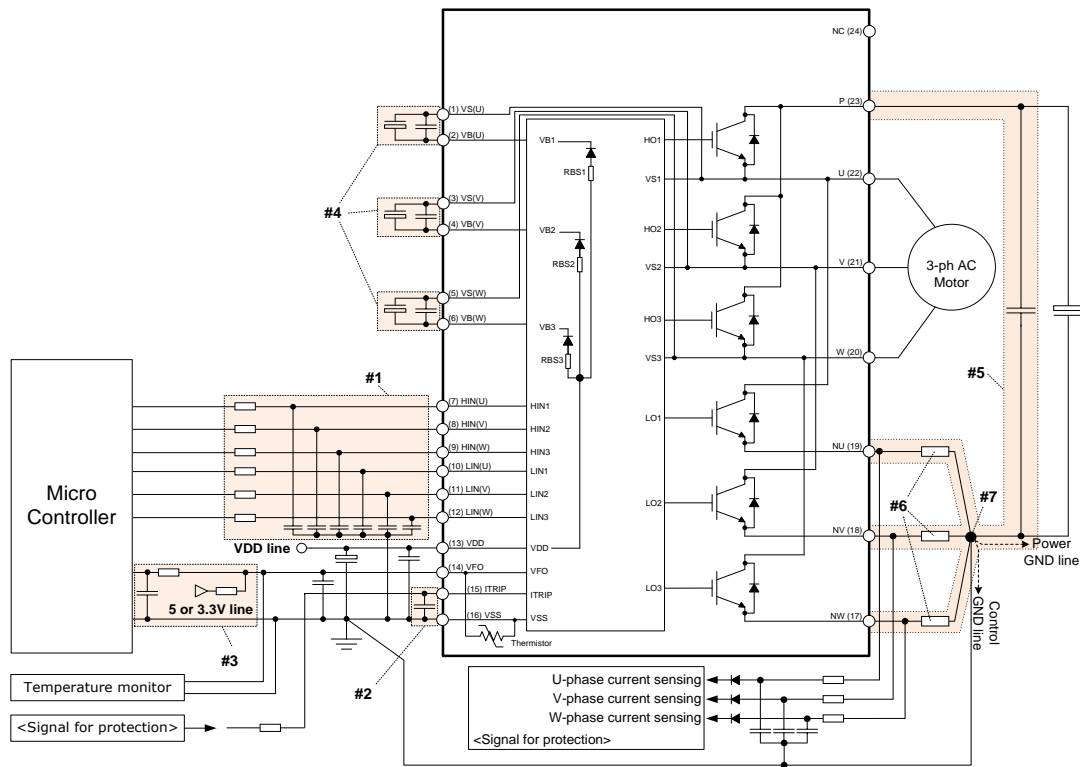 NC (24)
P (23)
(1) VS(U)
(2) VB(U)
VB1
RBS1
HO1
VS1
U (22)
#4
(3) VS(V)
(4) VB(V)
VB2
RBS2
HO2
VS2
V (21)
3-ph AC
Motor
(5) VS(W)
(6) VB(W)
VB3
RBS3
HO3
VS3
W (20)
#5
#1
(7) HIN(U)
HIN1
(8) HIN(V)
HIN2
(9) HIN(W)
HIN3
(10) LIN(U)
LIN1
(11) LIN(V)
LIN2
(12) LIN(W)
LIN3
LO1
NU (19)
Micro
Controller
LO2
#6
#7
NV (18)
Power
GND line
VDD line
(13) VDD
VDD
(14) VFO
VFO
5 or 3.3V line
(15) ITRIP
ITRIP
LO3
(16) VSS
VSS
NW (17)
Control
GND line
Thermistor
#3
#2
Temperature monitor
<Signal for protection>
U-phase current sensing
V-phase current sensing
W-phase current sensing
<Signal for protection>